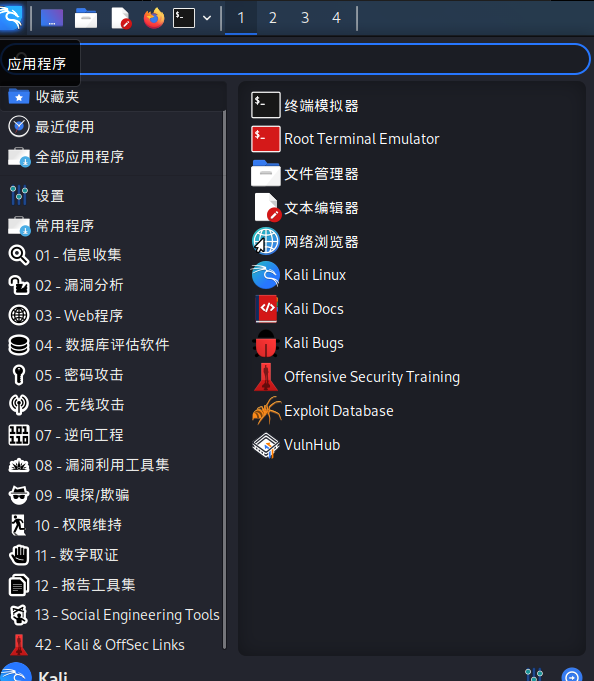 1 2 3 4
应用程序
收藏夹
最近使用
全部应用程序
设置
常用程序
01 - 信息收集
02 - 漏洞分析
03 - Web程序
04 - 数据库评估软件
05 - 密码攻击
06 - 无线攻击
07 - 逆向工程
08 - 漏洞利用工具集
09 - 嗅探/欺骗
10 - 权限维持
11 - 数字取证
12 - 报告工具集
13 - Social Engineering Tools
42 - Kali & OffSec Links
终端模拟器
Root Terminal Emulator
文件管理器
文本编辑器
网络浏览器
Kali Linux
Kali Docs
Kali Bugs
Offensive Security Training
Exploit Database
VulnHub
Kali